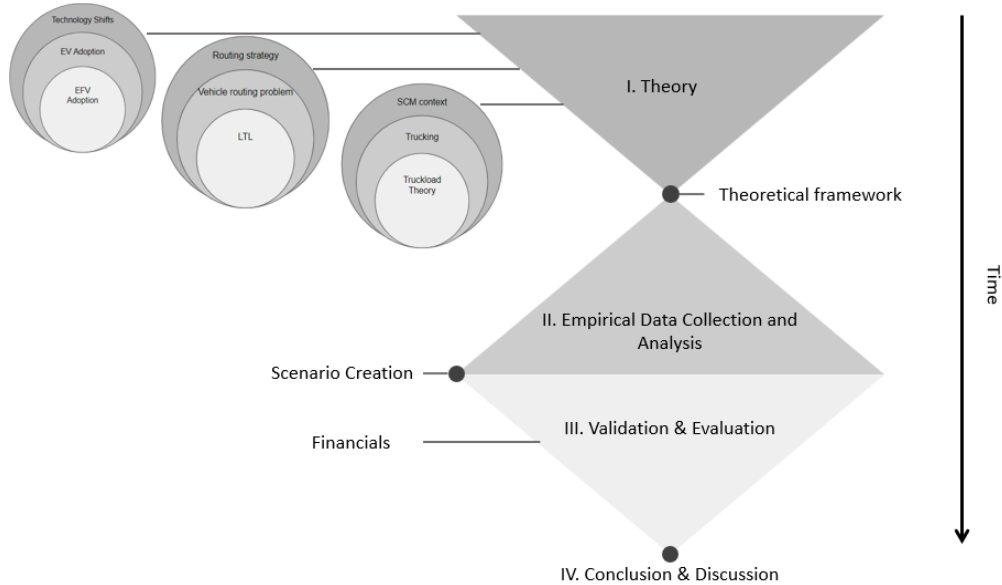 Technology Shifts
EV Adoption
EFV
Adoption
Routing strategy
Vehicle routing problem
LTL
SCM context
Trucking
Truckload
Theory
I. Theory
Theoretical framework
II. Empirical Data Collection and
Analysis
Scenario Creation
III. Validation & Evaluation
Financials
IV. Conclusion & Discussion
Time